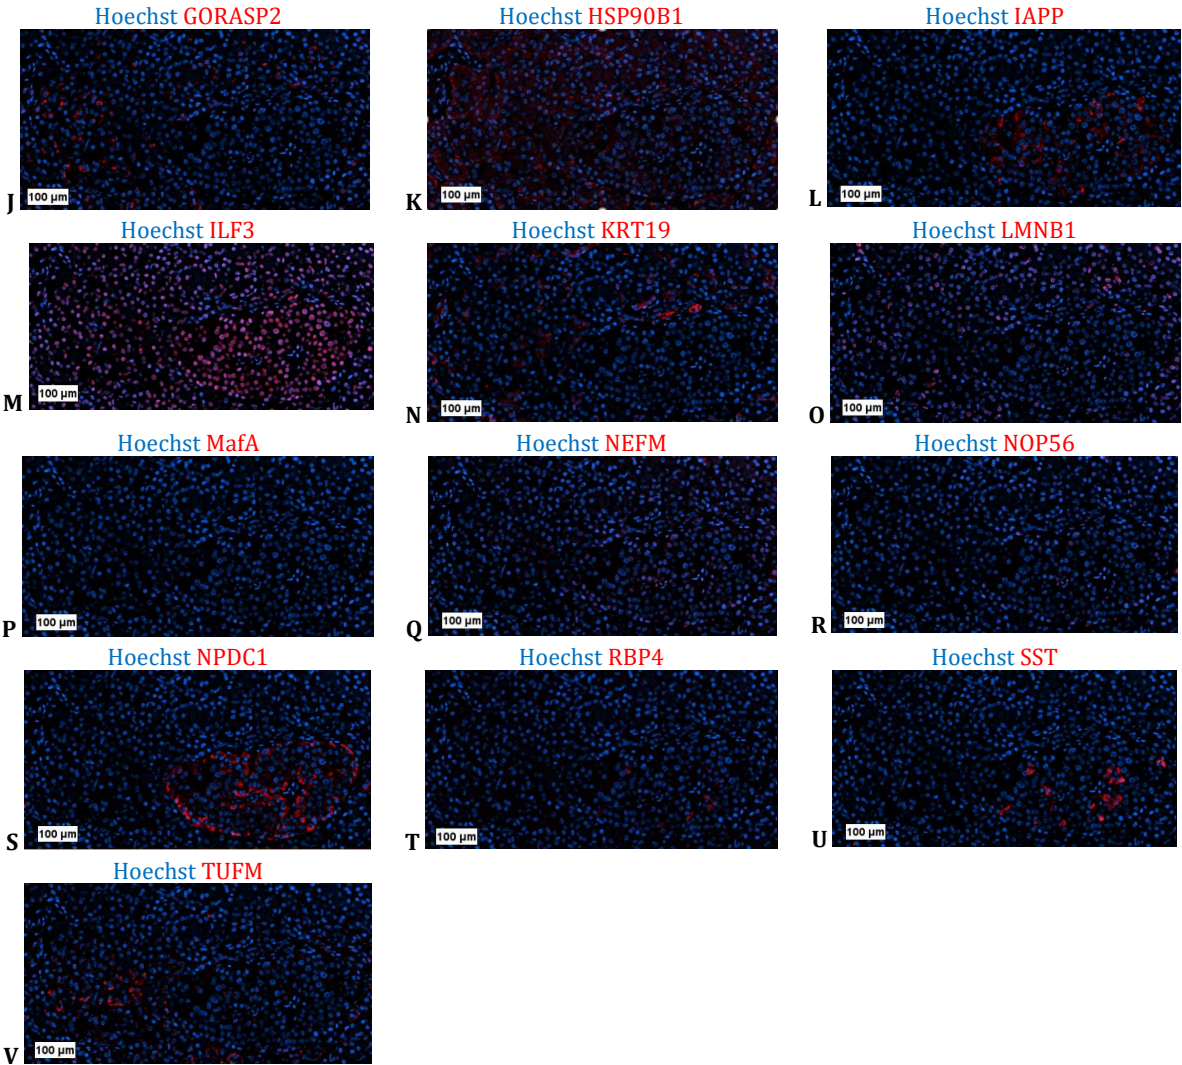 Hoechst GORASP2
Hoechst HSP90B1
Hoechst IAPP
100 µm
J
100 µm
K
100 µm
L
Hoechst ILF3
Hoechst KRT19
Hoechst LMNB1
100 µm
M
100 µm
N
100 µm
O
Hoechst MafA
Hoechst NEFM
Hoechst NOP56
100 µm
P
100 µm
Q
100 µm
R
Hoechst NPDC1
Hoechst RBP4
Hoechst SST
100 µm
S
100 µm
T
100 µm
U
Hoechst TUFM
100 µm
V